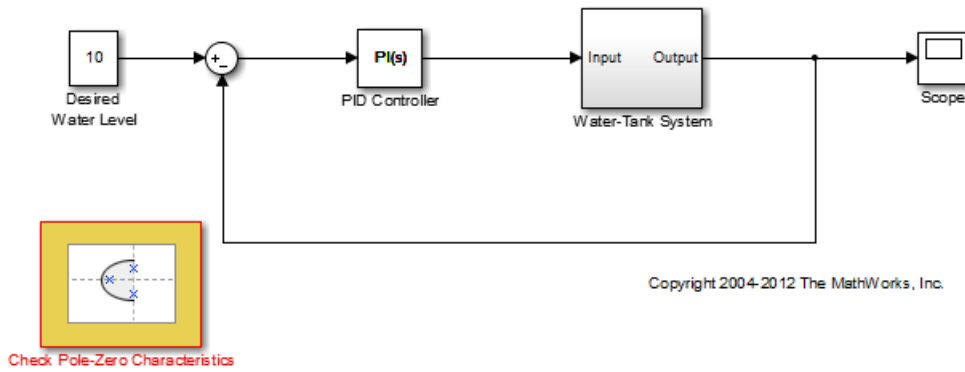 10
Desired
Water Level
+_
PI(s)
PID Controller
Input Output
Water-Tank System
Scope
Copyright 2004-2012 The MathWorks, Inc.
Check Pole-Zero Characteristics